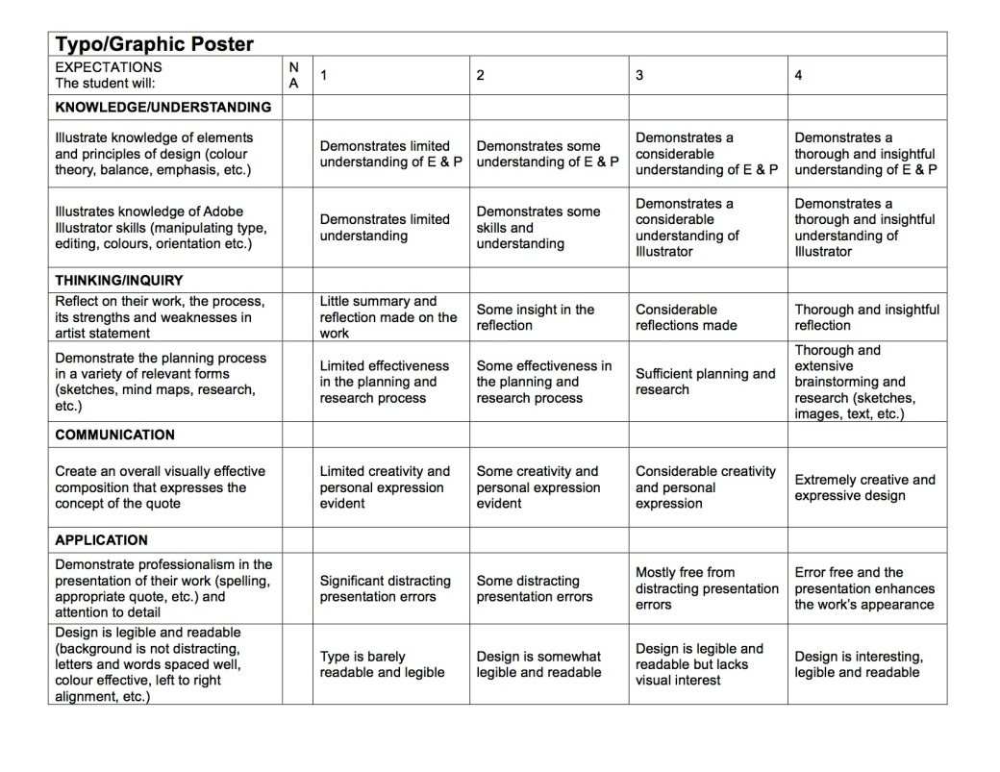 Typo/Graphic Poster
EXPECTATIONS
The student will:
N
A
1
2
3
4
KNOWLEDGE/UNDERSTANDING
Illustrate knowledge of elements
and principles of design (colour
theory, balance, emphasis, etc.)
Demonstrates limited
understanding of E & P
Demonstrates some
understanding of E & P
Demonstrates a
considerable
understanding of E & P
Demonstrates a
thorough and insightful
understanding of E & P
Illustrates knowledge of Adobe
Illustrator skills (manipulating type,
editing, colours, orientation etc.)
Demonstrates limited
understanding
Demonstrates some
skills and
understanding
Demonstrates a
considerable
understanding of
Illustrator
Demonstrates a
thorough and insightful
understanding of
Illustrator
THINKING/INQUIRY
Reflect on their work, the process,
its strengths and weaknesses in
artist statement
Little summary and
reflection made on the
work
Some insight in the
reflection
Considerable
reflections made
Thorough and insightful
reflection
Demonstrate the planning process
in a variety of relevant forms
(sketches, mind maps, research,
etc.)
Limited effectiveness
in the planning and
research process
Some effectiveness in
the planning and
research process
Sufficient planning and
research
Thorough and
extensive
brainstorming and
research (sketches,
images, text, etc.)
COMMUNICATION
Create an overall visually effective
composition that expresses the
concept of the quote
Limited creativity and
personal expression
evident
Some creativity and
personal expression
evident
Considerable creativity
and personal
expression
Extremely creative and
expressive design
APPLICATION
Demonstrate professionalism in the
presentation of their work (spelling,
appropriate quote, etc.) and
attention to detail
Significant distracting
presentation errors
Some distracting
presentation errors
Mostly free from
distracting presentation
errors
Error free and the
presentation enhances
the work's appearance
Design is legible and readable
(background is not distracting,
letters and words spaced well,
colour effective, left to right
alignment, etc.)
Type is barely
readable and legible
Design is somewhat
legible and readable
Design is legible and
readable but lacks
visual interest
Design is interesting,
legible and readable